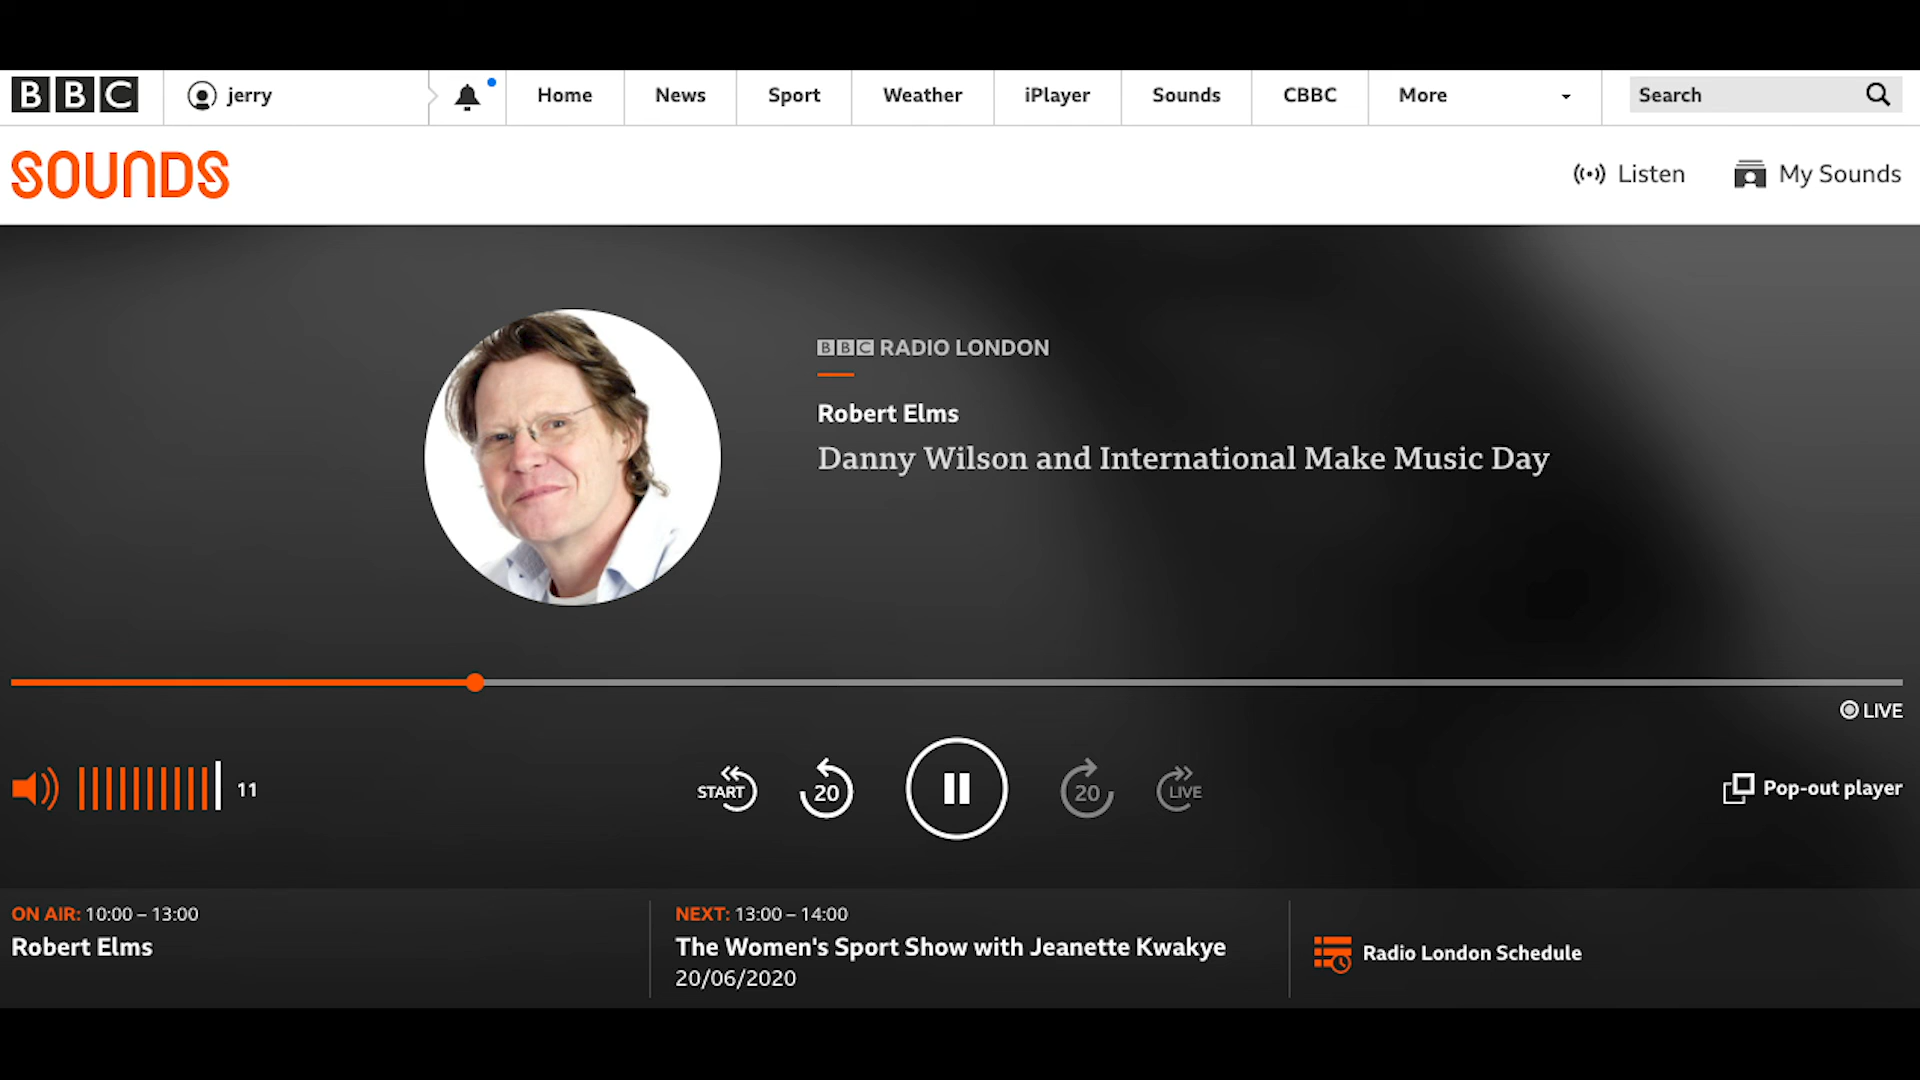 BBC jerry Home News Sport Weather iPlayer Sounds CBBC More Search
SOUNDS Listen My Sounds
BBC RADIO LONDON
Robert Elms
Danny Wilson and International Make Music Day
LIVE
11 START 20 20 LIVE Pop-out player
ON AIR: 10:00 – 13:00
Robert Elms
NEXT: 13:00 – 14:00
The Women's Sport Show with Jeanette Kwakye
20/06/2020
Radio London Schedule